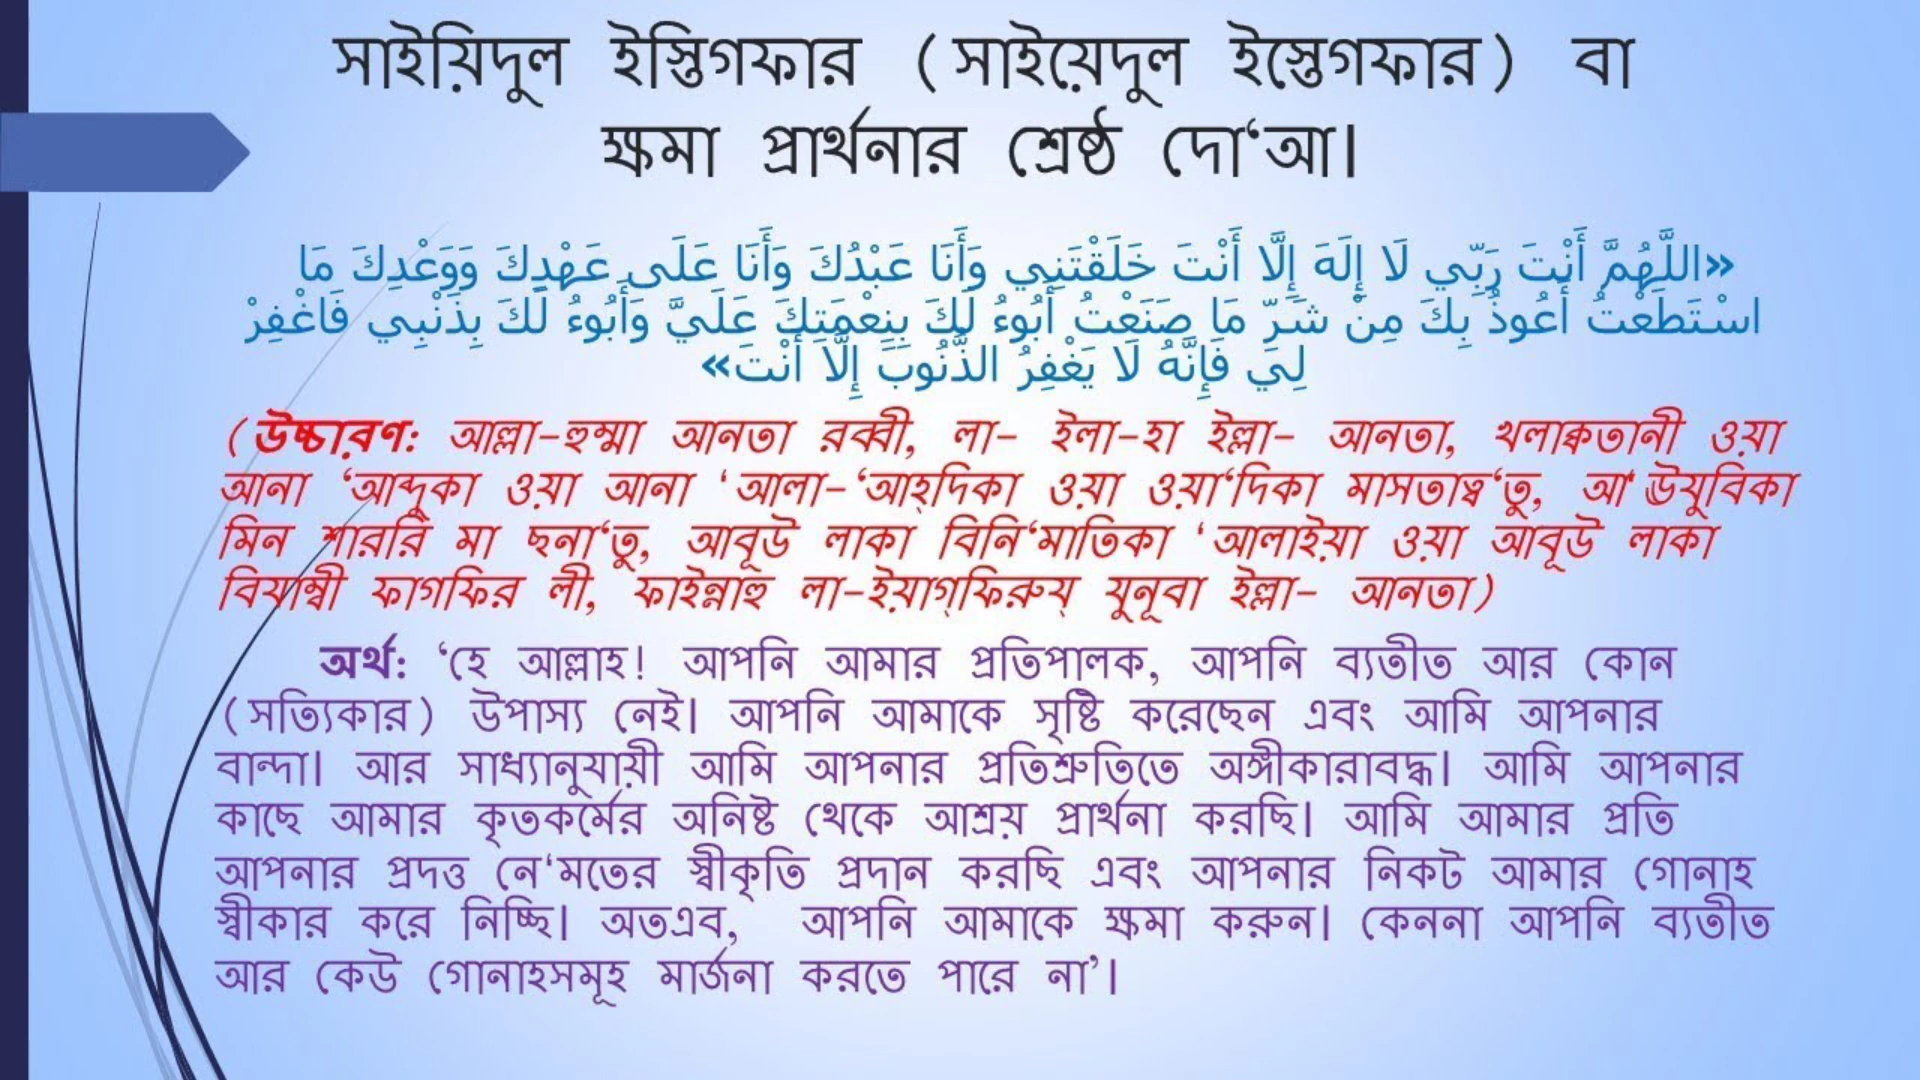 সাইয়িদুল ইস্তিগফার (সাইয়েদুল ইস্তেগফার) বা
ক্ষমা প্রার্থনার শ্রেষ্ঠ দো‘আ।
«اللَّهُمَّ أَنْتَ رَبِّي لَا إِلَهَ إِلَّا أَنْتَ خَلَقْتَنِي وَأَنَا عَبْدُكَ وَأَنَا عَلَى عَهْدِكَ وَوَعْدِكَ مَا
اسْتَطَعْتُ أَعُوذُ بِكَ مِنْ شَرِّ مَا صَنَعْتُ أَبُوءُ لَكَ بِنِعْمَتِكَ عَلَيَّ وَأَبُوءُ لَكَ بِذَنْبِي فَاغْفِرْ
لِي فَإِنَّهُ لَا يَغْفِرُ الذُّنُوبَ إِلَّا أَنْتَ»
(উচ্চারণ: আল্লা-হুম্মা আনতা রব্বী, লা- ইলা-হা ইল্লা- আনতা, খলাক্বতানী ওয়া
আনা ‘আব্দুকা ওয়া আনা ‘আলা-‘আহ্‌দিকা ওয়া ওয়া‘দিকা মাসতাত্ব‘তু, আ‘উযুবিকা
মিন শাররি মা ছনা‘তু, আবূউ লাকা বিনি‘মাতিকা ‘আলাইয়া ওয়া আবূউ লাকা
বিযাম্বী ফাগফির লী, ফাইন্নাহু লা-ইয়াগ্‌ফিরুয্‌ যুনূবা ইল্লা- আনতা)
অর্থ: ‘হে আল্লাহ! আপনি আমার প্রতিপালক, আপনি ব্যতীত আর কোন
(সত্যিকার) উপাস্য নেই। আপনি আমাকে সৃষ্টি করেছেন এবং আমি আপনার
বান্দা। আর সাধ্যানুযায়ী আমি আপনার প্রতিশ্রুতিতে অঙ্গীকারাবদ্ধ। আমি আপনার
কাছে আমার কৃতকর্মের অনিষ্ট থেকে আশ্রয় প্রার্থনা করছি। আমি আমার প্রতি
আপনার প্রদত্ত নে‘মতের স্বীকৃতি প্রদান করছি এবং আপনার নিকট আমার গোনাহ
স্বীকার করে নিচ্ছি। অতএব, আপনি আমাকে ক্ষমা করুন। কেননা আপনি ব্যতীত
আর কেউ গোনাহসমূহ মার্জনা করতে পারে না’।